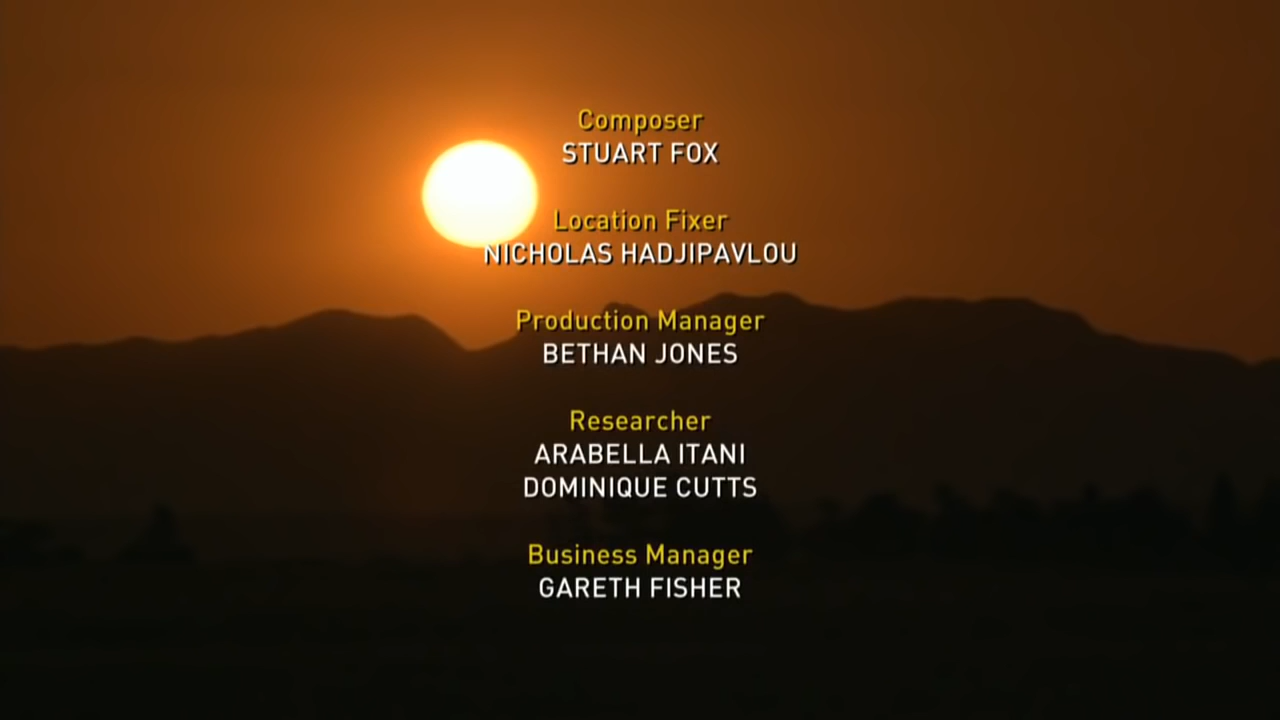 Composer
STUART FOX
Location Fixer
NICHOLAS HADJIPAVLOU
Production Manager
BETHAN JONES
Researcher
ARABELLA ITANI
DOMINIQUE CUTTS
Business Manager
GARETH FISHER